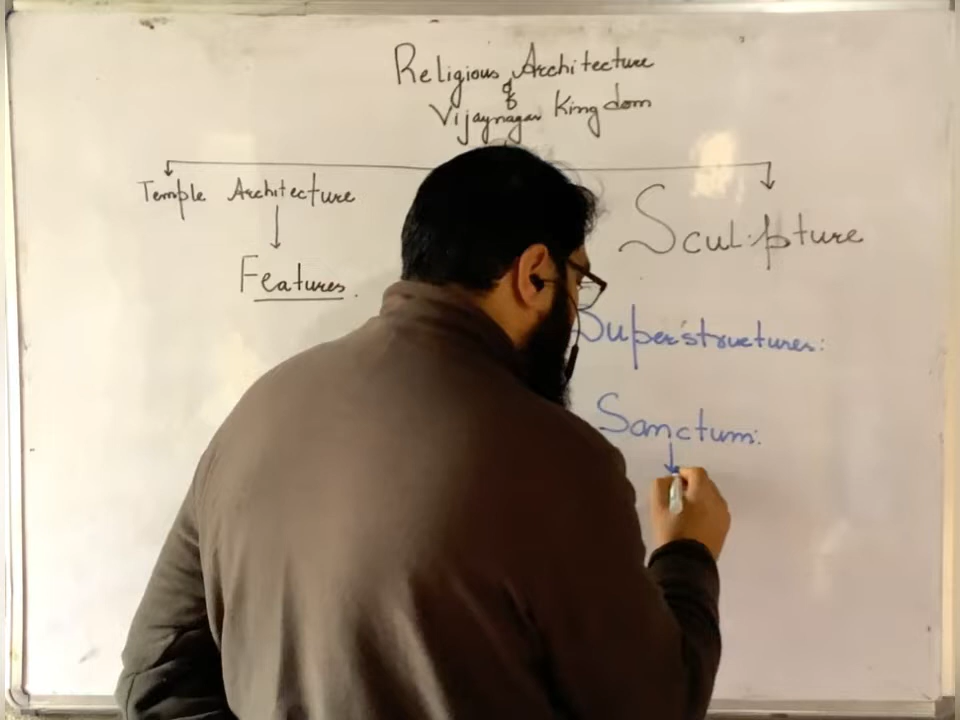 Religious Architecture
of
Vijaynagar Kingdom
Temple Architecture
Sculpture
Features.
Superstructures:
Sanctum: